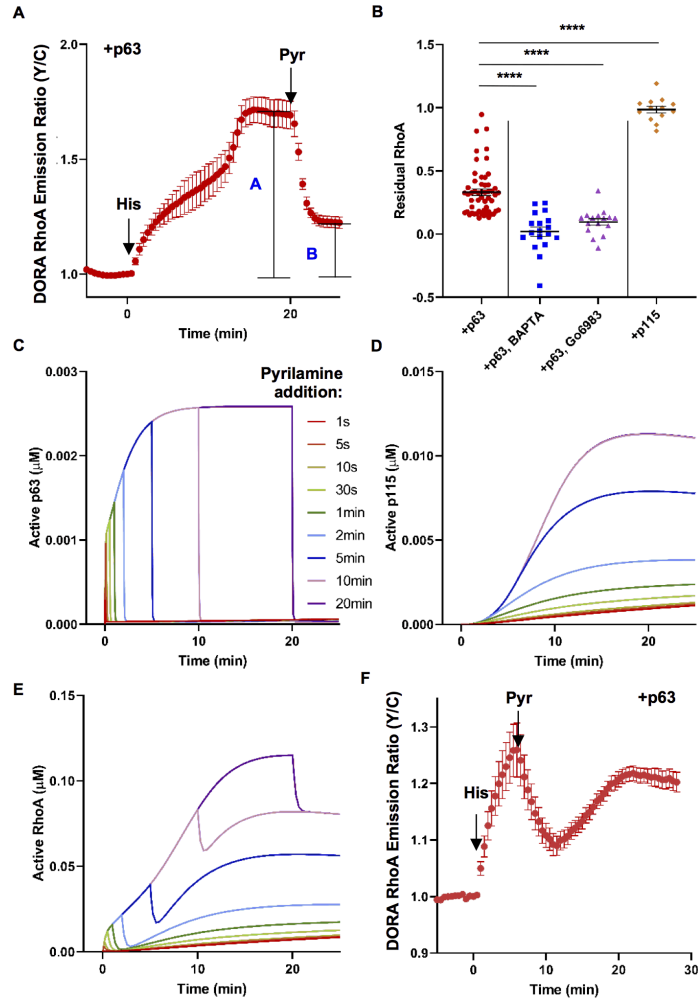 A
+p63
Pyr
His
A
B
DORA RhoA Emission Ratio (Y/C)
2.0
1.5
1.0
0
20
Time (min)
B
****
****
****
Residual RhoA
1.5
1.0
0.5
0.0
-0.5
+p63
+p63, BAPTA
+p63, Go6983
+p115
C
Active p63 (μM)
0.003
0.002
0.001
0.000
0
10
20
Time (min)
Pyrilamine
addition:
1s
5s
10s
30s
1min
2min
5min
10min
20min
D
Active p115 (μM)
0.015
0.010
0.005
0.000
0
10
20
Time (min)
E
Active RhoA (μM)
0.15
0.10
0.05
0.00
0
10
20
Time (min)
F
Pyr
+p63
His
DORA RhoA Emission Ratio (Y/C)
1.3
1.2
1.1
1.0
0.9
0
10
20
30
Time (min)